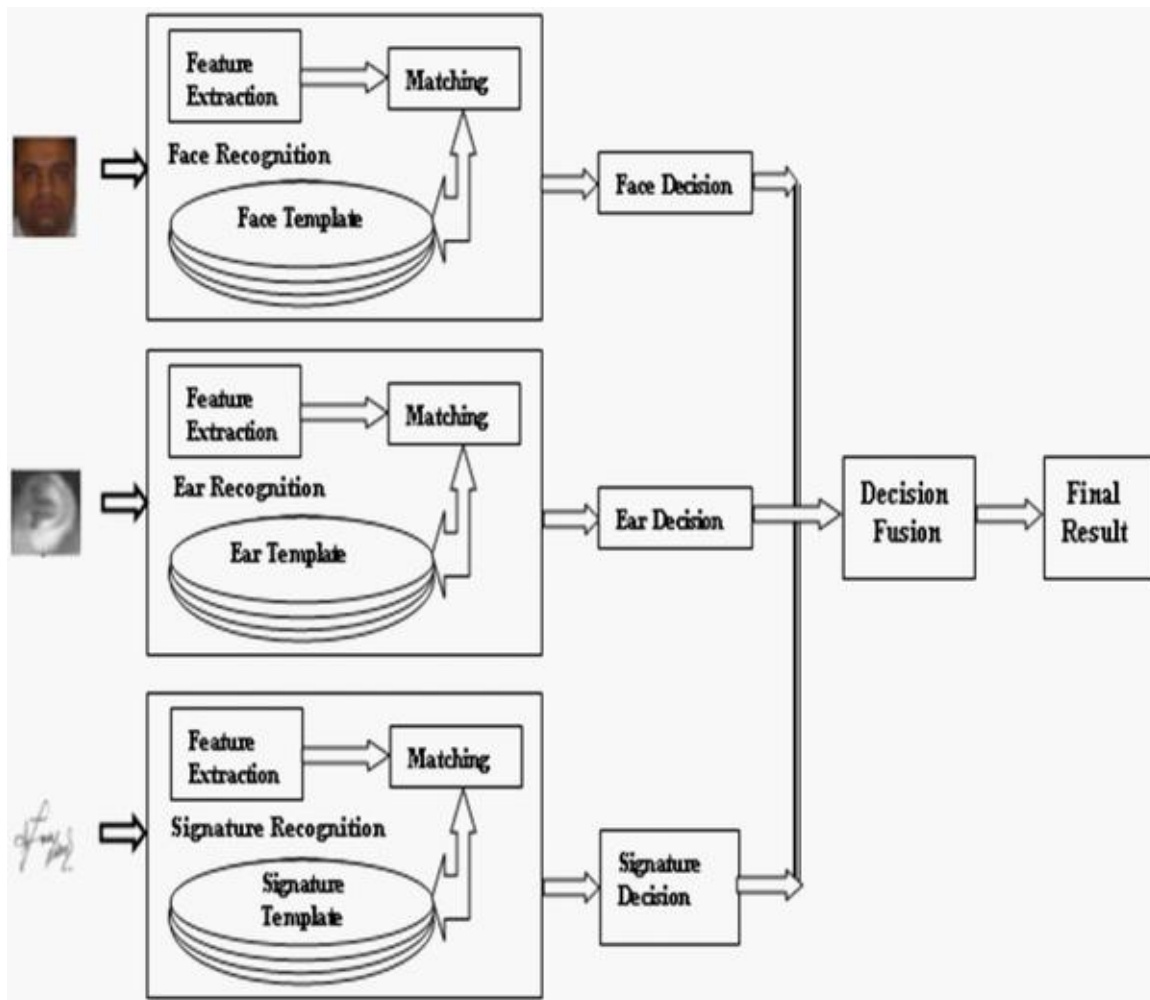 Feature
Extraction
Matching
Face Recognition
Face Template
Face Decision
Feature
Extraction
Matching
Ear Recognition
Ear Template
Ear Decision
Decision
Fusion
Final
Result
Feature
Extraction
Matching
Signature Recognition
Signature
Template
Signature
Decision